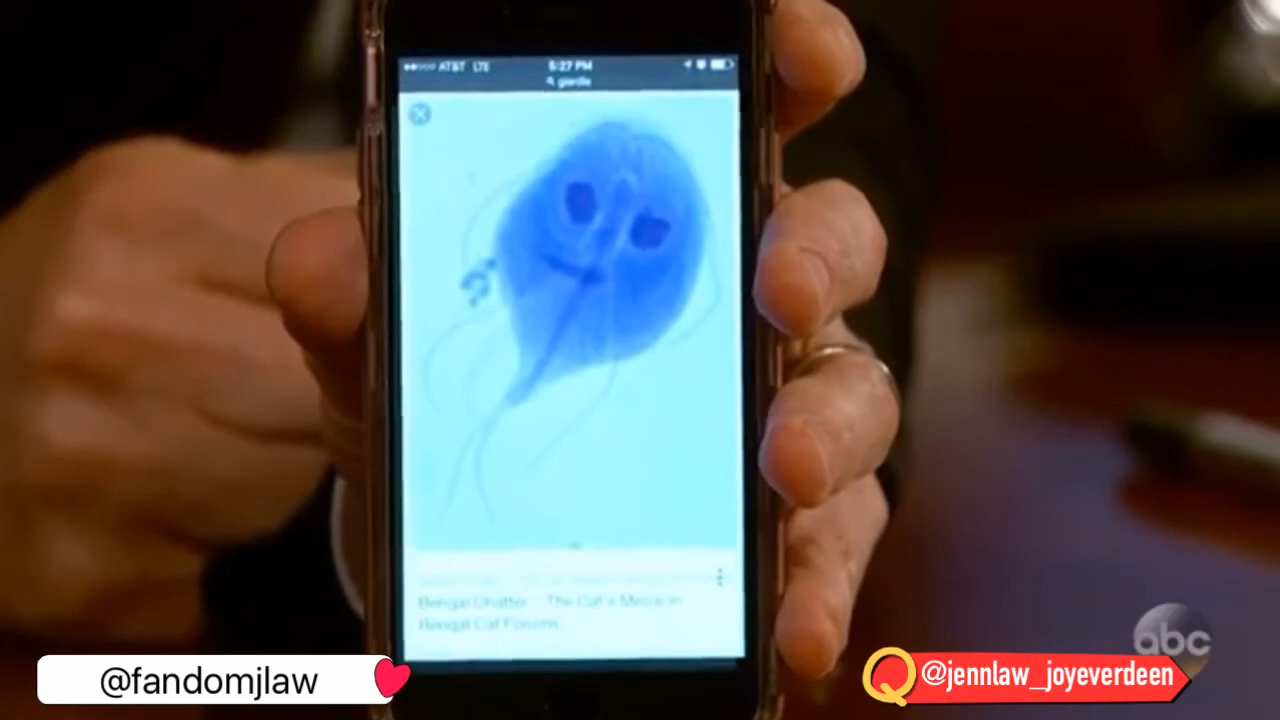 AT&T LTE
5:27 PM
giardia
Bengal Chatter - The Cat's Meow in
Bengal Cat Forums
@fandomjlaw
@jennlaw_joyeverdeen
abc